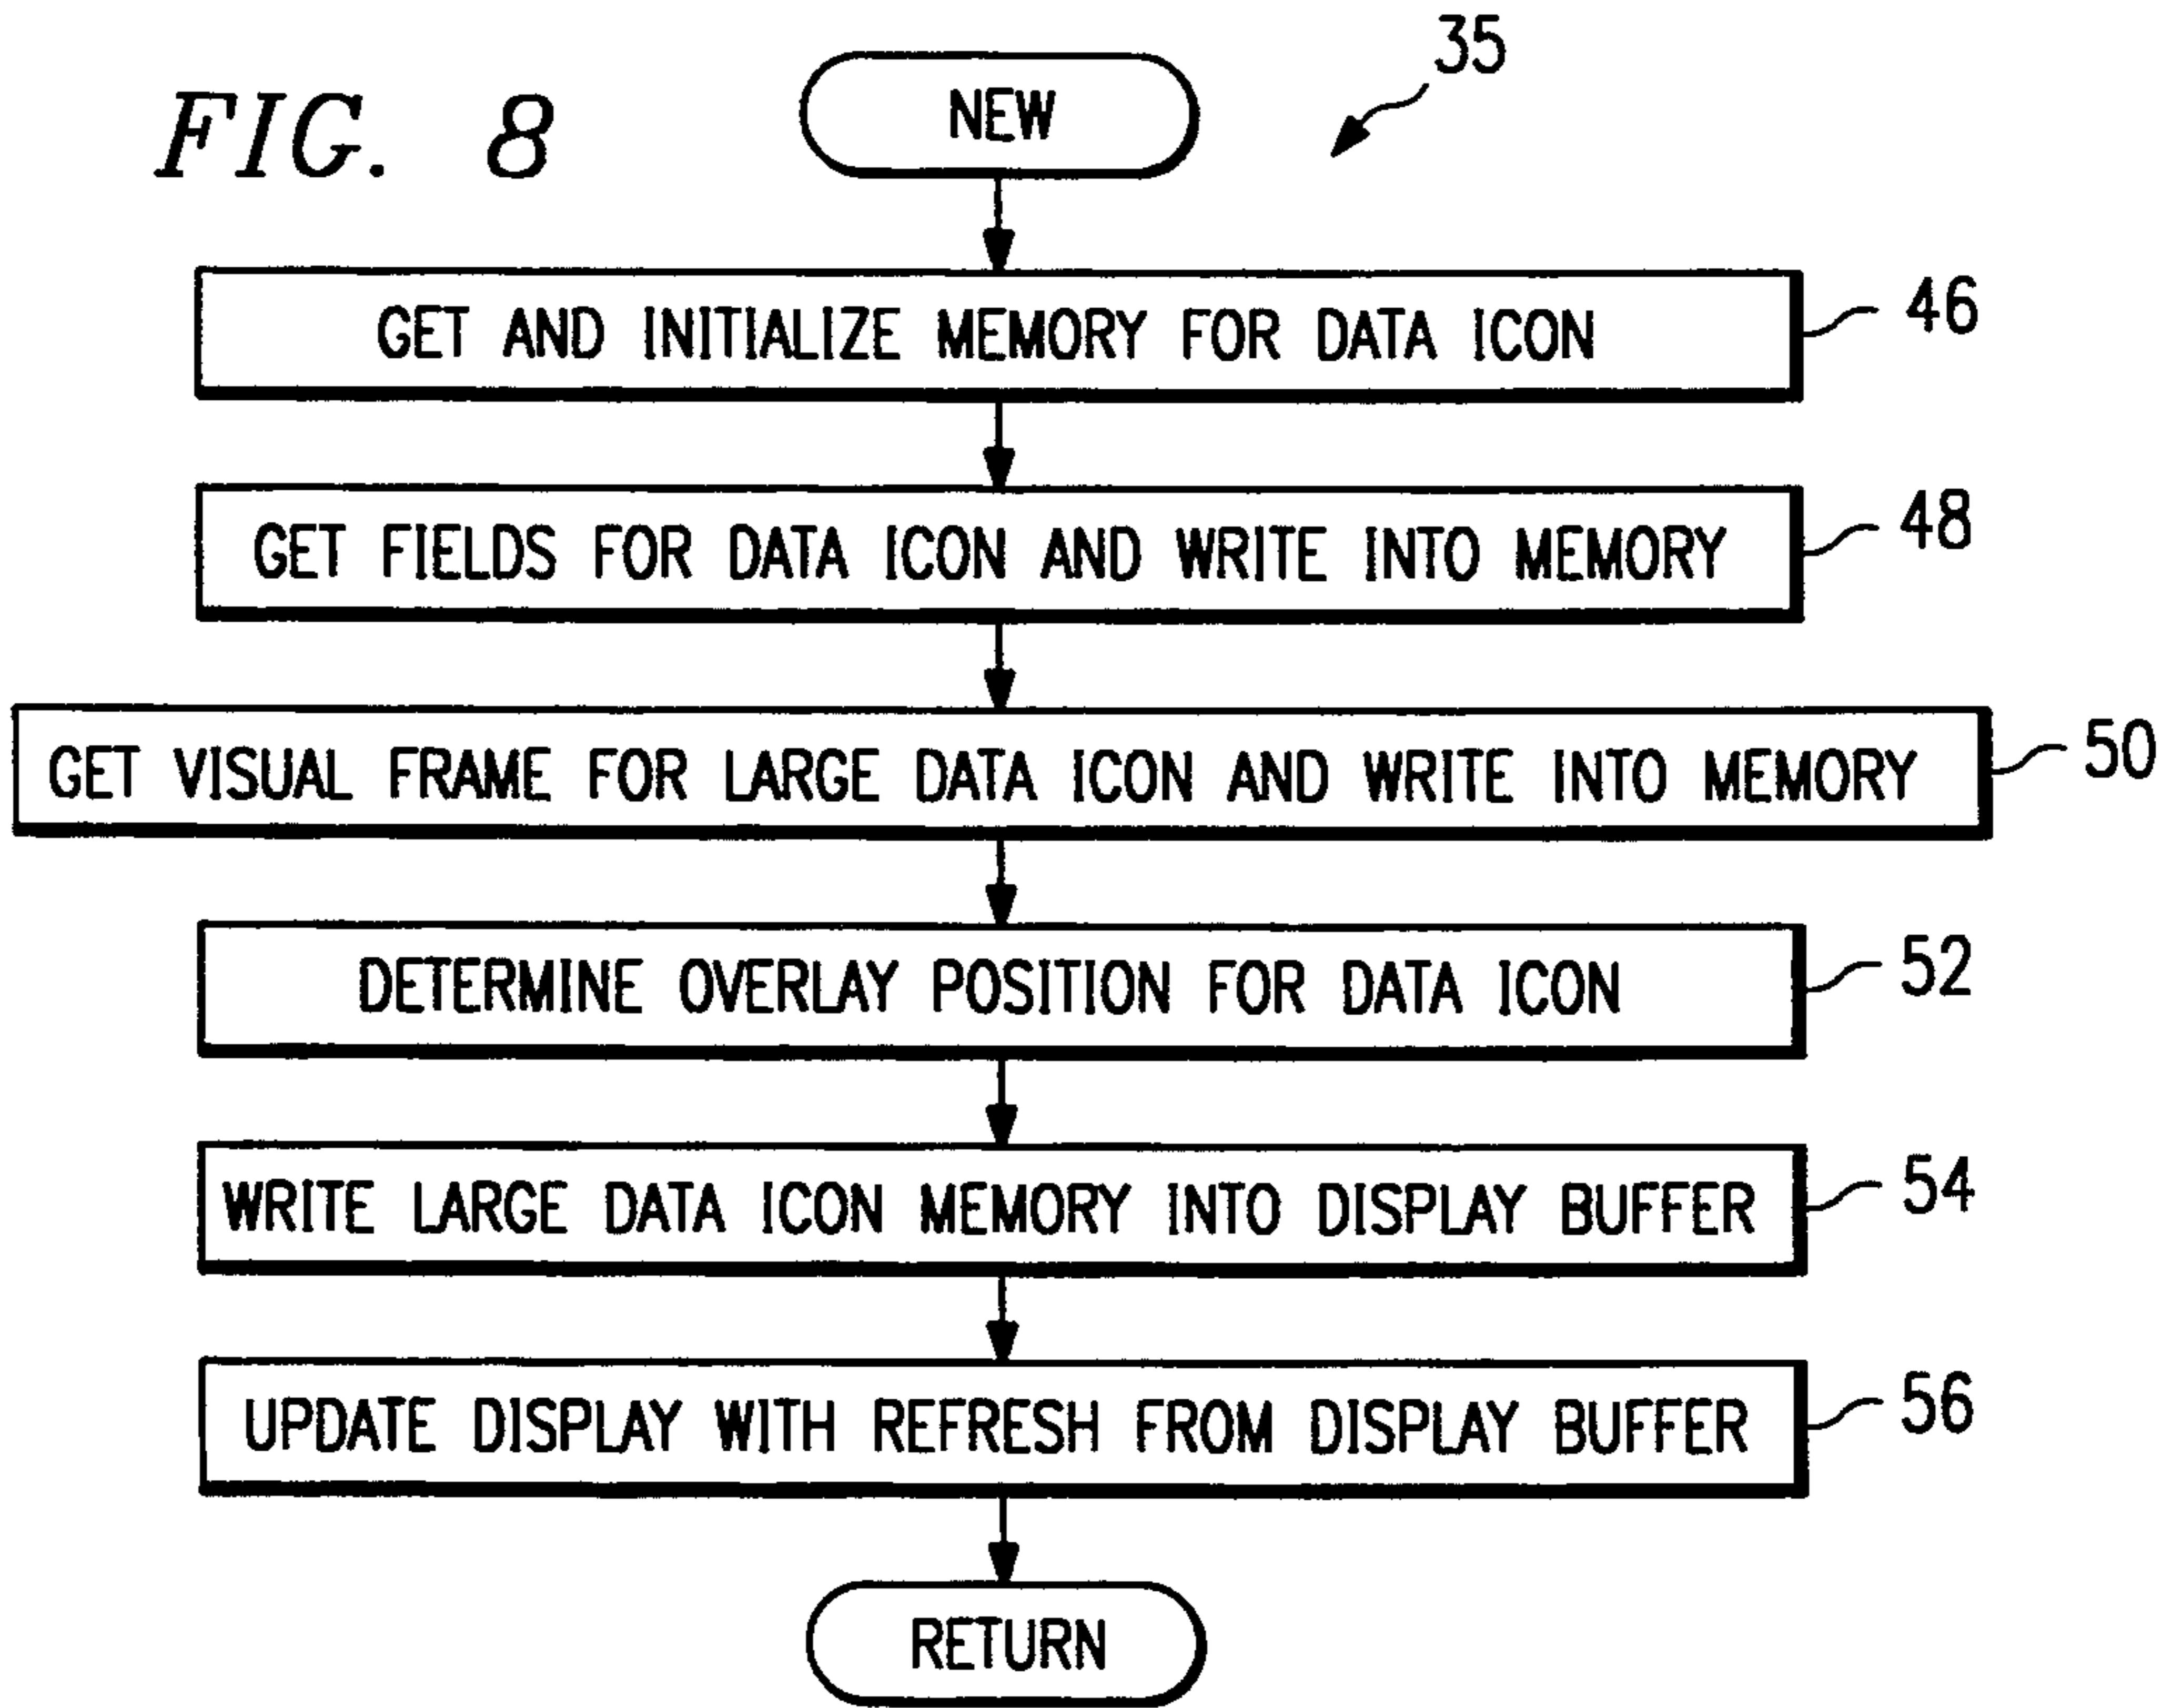 35
FIG. 8
NEW
GET AND INITIALIZE MEMORY FOR DATA ICON
46
GET FIELDS FOR DATA ICON AND WRITE INTO MEMORY
48
GET VISUAL FRAME FOR LARGE DATA ICON AND WRITE INTO MEMORY
50
DETERMINE OVERLAY POSITION FOR DATA ICON
52
WRITE LARGE DATA ICON MEMORY INTO DISPLAY BUFFER
54
UPDATE DISPLAY WITH REFRESH FROM DISPLAY BUFFER
56
RETURN